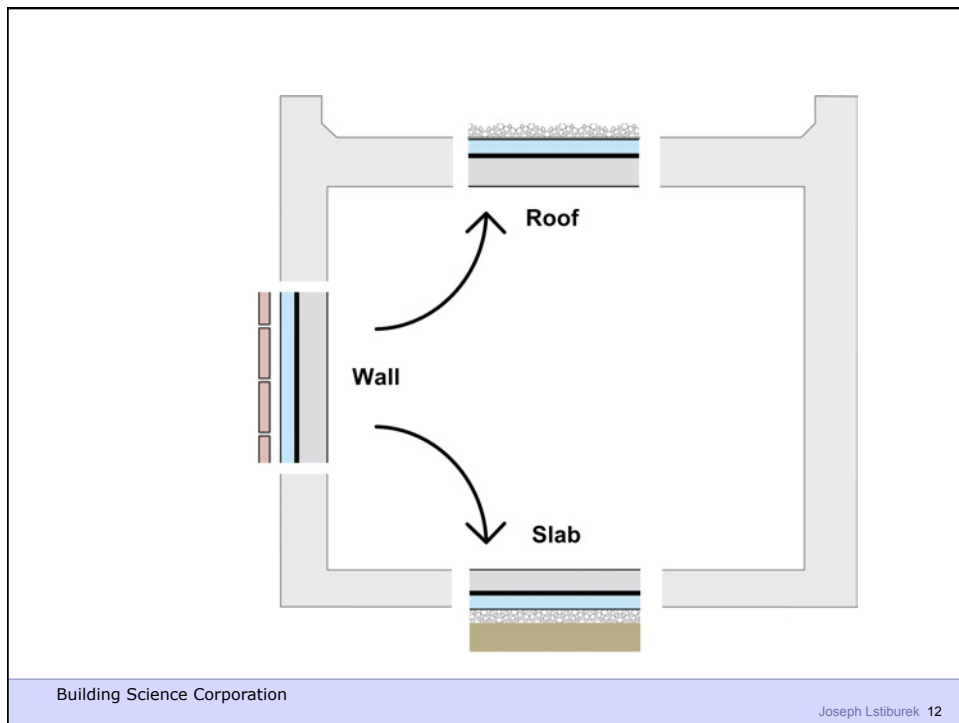 Roof
Wall
Slab
Building Science Corporation
Joseph Lstiburek 12